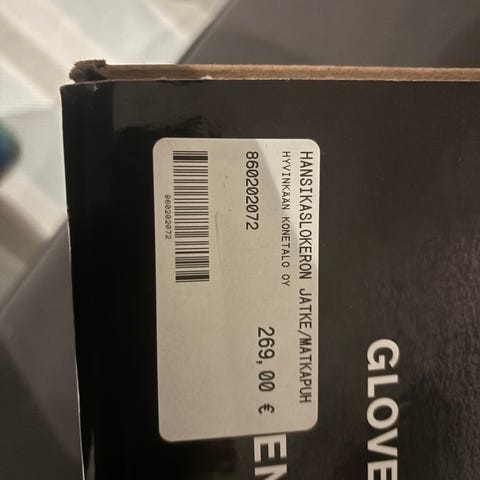 HANSIKASLOKERON JATKE/MATKAPUH
HYVINKÄÄN KONETALO OY
860202072
269,00 €
860202072
GLOVE
EN